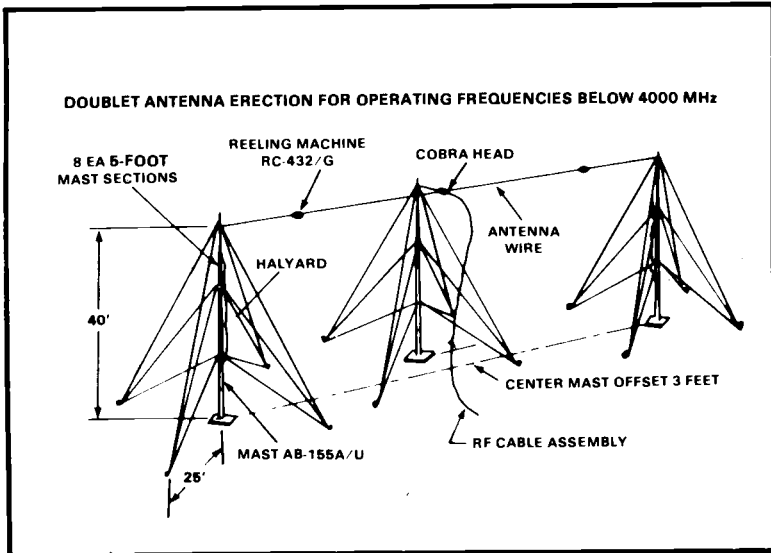 DOUBLET ANTENNA ERECTION FOR OPERATING FREQUENCIES BELOW 4000 MHz
8 EA 5-FOOT
MAST SECTIONS
REELING MACHINE
RC-432/G
COBRA HEAD
ANTENNA
WIRE
HALYARD
40'
CENTER MAST OFFSET 3 FEET
MAST AB-155A/U
RF CABLE ASSEMBLY
25'